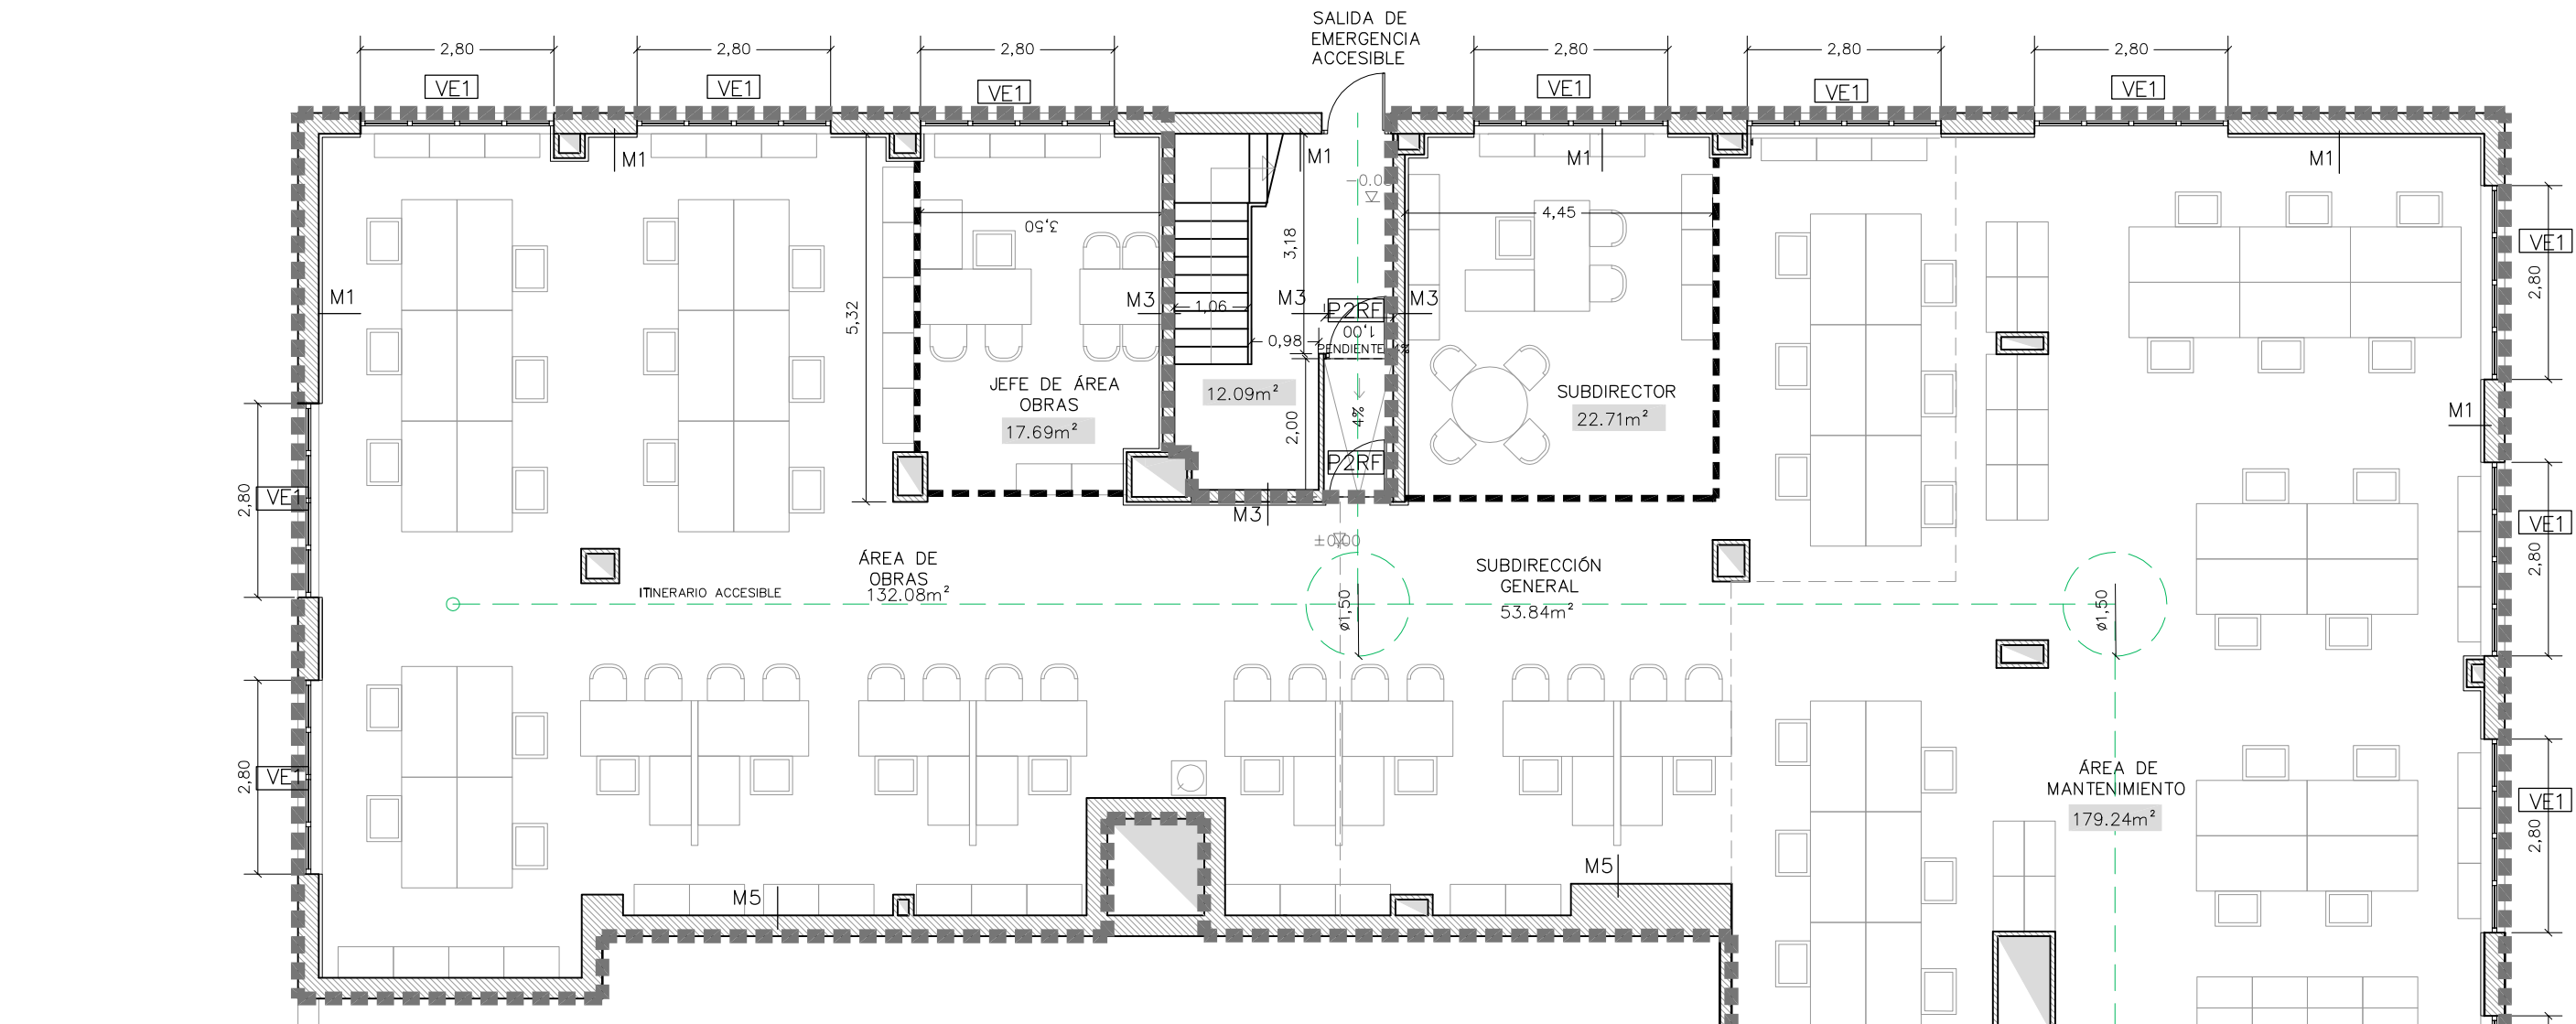 SALIDA DE
EMERGENCIA
ACCESIBLE
2,80
2,80
2,80
2,80
2,80
2,80
VE1
VE1
VE1
VE1
VE1
VE1
M1
M1
M1
M1
-0.0
3,50
4,45
3,18
VE1
2,80
M1
5,32
M3
1,06
M3
P2RF
M3
1,00
0,98
PENDIENTE
JEFE DE ÁREA
OBRAS
17.69m²
12.09m²
2,00
4%
SUBDIRECTOR
22.71m²
M1
P2RF
M3
2,80
VE1
VE1
2,80
±0.00
ÁREA DE
OBRAS
132.08m²
ITINERARIO ACCESIBLE
SUBDIRECCIÓN
GENERAL
53.84m²
ø1,50
ø1,50
2,80
VE1
ÁREA DE
MANTENIMIENTO
179.24m²
VE1
2,80
M5
M5